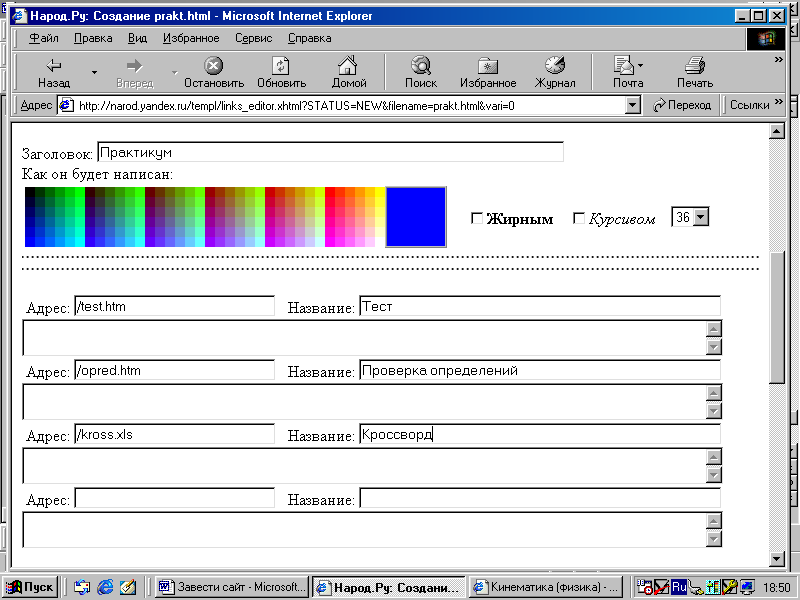 Народ.Ру: Создание prakt.html - Microsoft Internet Explorer
Файл Правка Вид Избранное Сервис Справка
Назад Вперед Остановить Обновить Домой Поиск Избранное Журнал Почта Печать
Адрес http://narod.yandex.ru/templ/links_editor.xhtml?STATUS=NEW&filename=prakt.html&vari=0 Переход Ссылки
Заголовок: Практикум
Как он будет написан:
Жирным Курсивом 36
Адрес: /test.htm Название: Тест
Адрес: /opred.htm Название: Проверка определений
Адрес: /kross.xls Название: Кроссворд
Адрес: Название:
Пуск Завести сайт - Microsoft... Народ.Ру: Создани... Кинематика (физика) - ... Ru 18:50